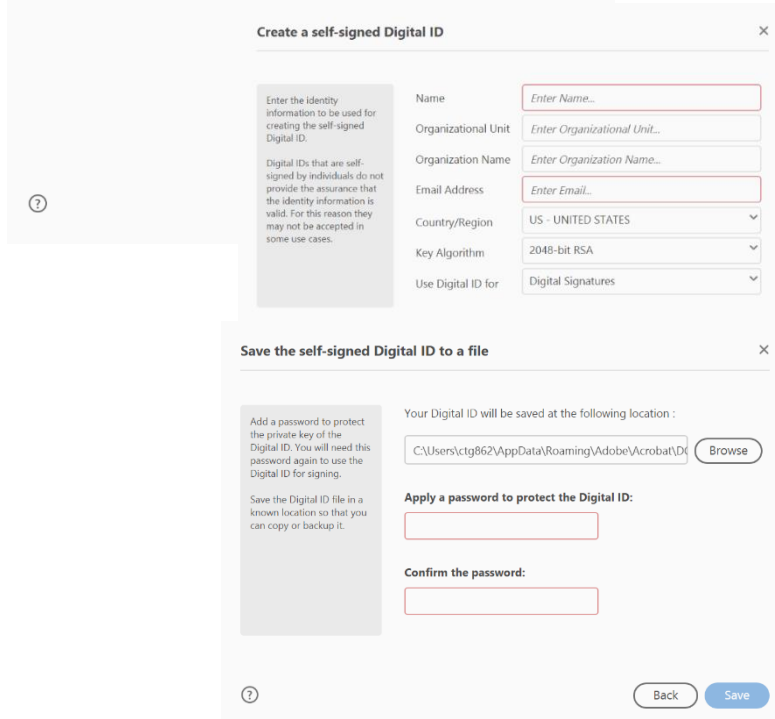 Create a self-signed Digital ID
Enter the identity
information to be used for
creating the self-signed
Digital ID.
Digital IDs that are self-
signed by individuals do not
provide the assurance that
the identity information is
valid. For this reason they
may not be accepted in
some use cases.
Name
Enter Name...
Organizational Unit
Enter Organizational Unit...
Organization Name
Enter Organization Name...
Email Address
Enter Email...
Country/Region
US - UNITED STATES
Key Algorithm
2048-bit RSA
Use Digital ID for
Digital Signatures
?
Save the self-signed Digital ID to a file
Add a password to protect
the private key of the
Digital ID. You will need this
password again to use the
Digital ID for signing.
Save the Digital ID file in a
known location so that you
can copy or backup it.
Your Digital ID will be saved at the following location :
C:\Users\ctg862\AppData\Roaming\Adobe\Acrobat\D
Browse
Apply a password to protect the Digital ID:
Confirm the password:
?
Back
Save